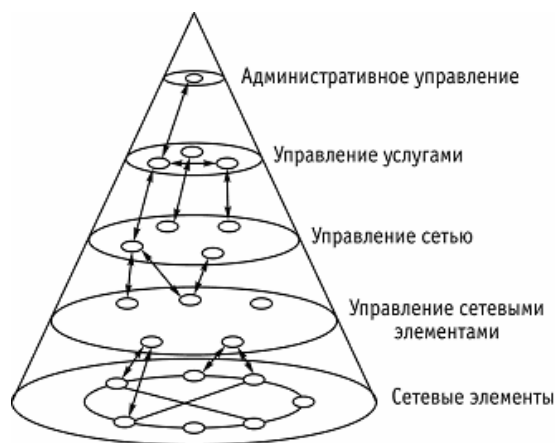 Административное управление
Управление услугами
Управление сетью
Управление сетевыми
элементами
Сетевые элементы